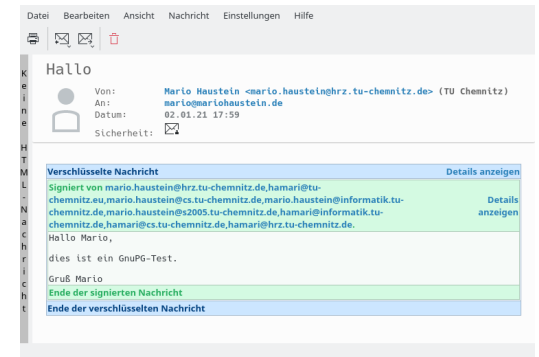 Datei Bearbeiten Ansicht Nachricht Einstellungen Hilfe
Keine HTML-Nachricht
Hallo
Von: Mario Haustein <mario.haustein@hrz.tu-chemnitz.de> (TU Chemnitz)
An: mario@mariohaustein.de
Datum: 02.01.21 17:59
Sicherheit:
Verschlüsselte Nachricht Details anzeigen
Signiert von mario.haustein@hrz.tu-chemnitz.de,hamari@tu-
chemnitz.eu,mario.haustein@cs.tu-chemnitz.de,mario.haustein@informatik.tu- Details
chemnitz.de,mario.haustein@s2005.tu-chemnitz.de,hamari@informatik.tu- anzeigen
chemnitz.de,hamari@cs.tu-chemnitz.de,hamari@hrz.tu-chemnitz.de.
Hallo Mario,
dies ist ein GnuPG-Test.
Gruß Mario
Ende der signierten Nachricht
Ende der verschlüsselten Nachricht